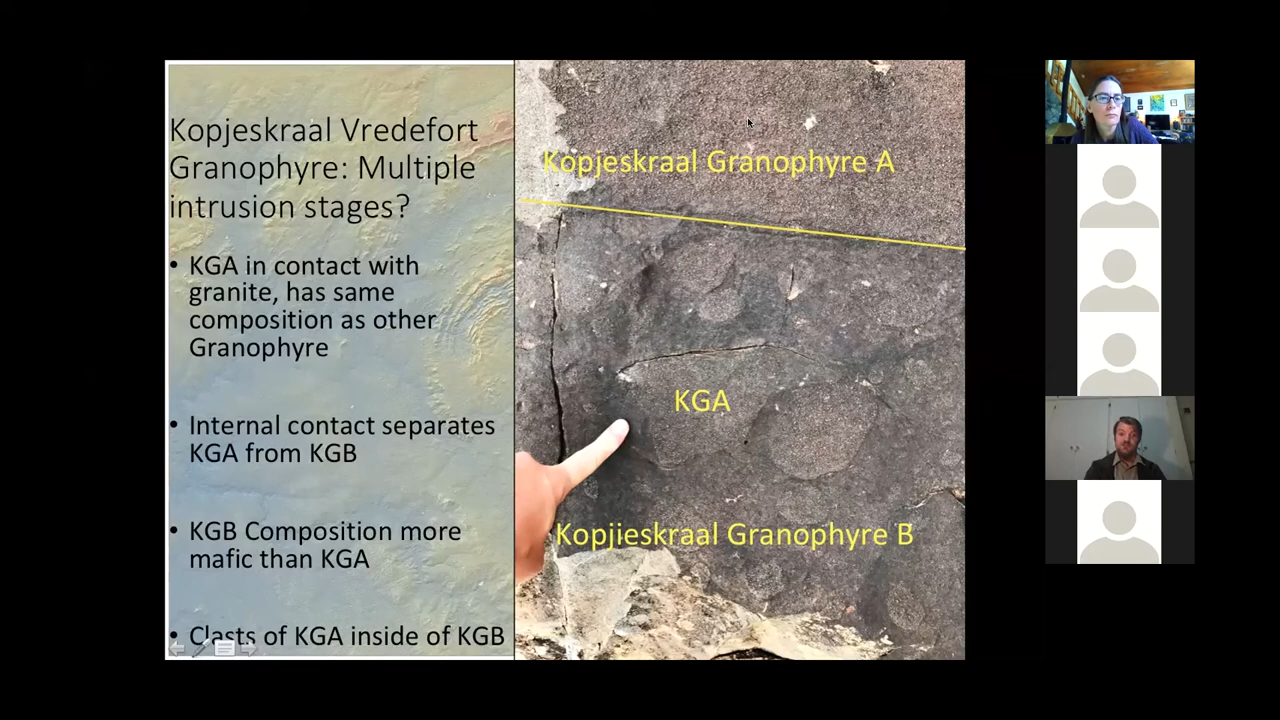 Kopjeskraal Vredefort
Granophyre: Multiple
intrusion stages?
• KGA in contact with
granite, has same
composition as other
Granophyre
• Internal contact separates
KGA from KGB
• KGB Composition more
mafic than KGA
• Clasts of KGA inside of KGB
Kopjeskraal Granophyre A
KGA
Kopjieskraal Granophyre B